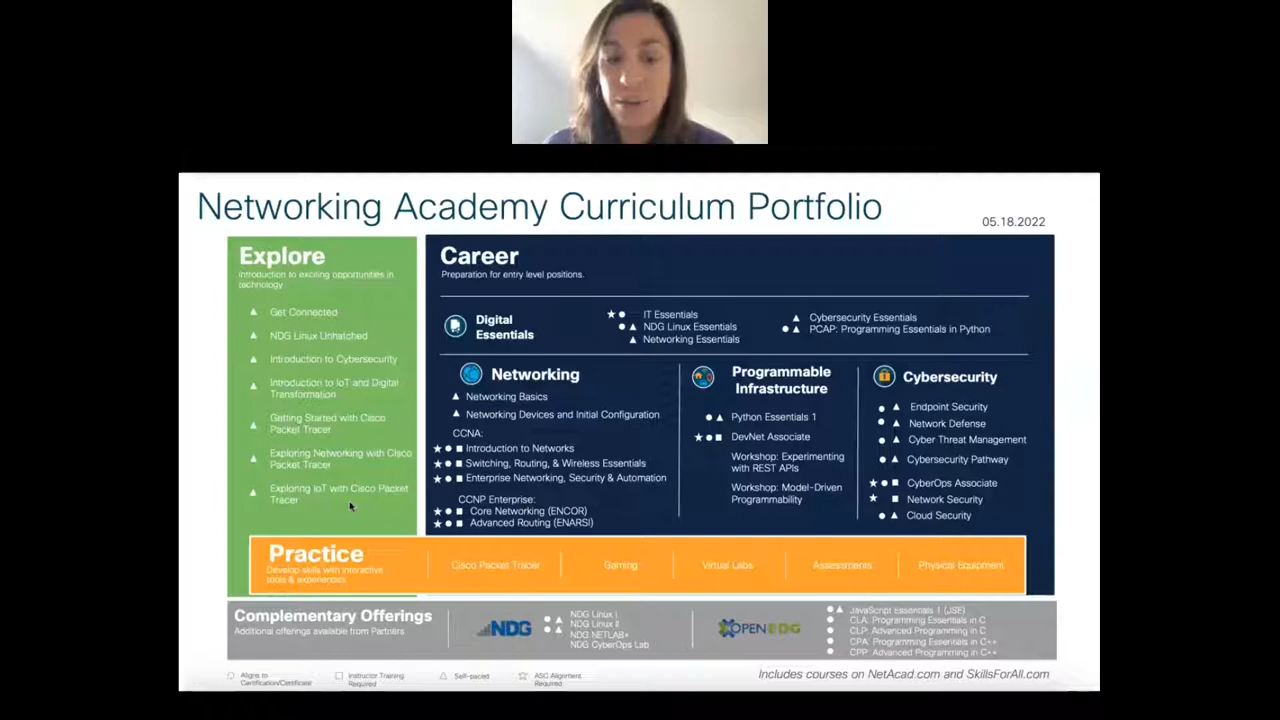 Networking Academy Curriculum Portfolio
05.18.2022
Explore
Introduction to exciting opportunities in
technology
Get Connected
NDG Linux Unhatched
Introduction to Cybersecurity
Introduction to IoT and Digital
Transformation
Getting Started with Cisco
Packet Tracer
Exploring Networking with Cisco
Packet Tracer
Exploring IoT with Cisco Packet
Tracer
Career
Preparation for entry level positions.
Digital
Essentials
IT Essentials
NDG Linux Essentials
Networking Essentials
Cybersecurity Essentials
PCAP: Programming Essentials in Python
Networking
Networking Basics
Networking Devices and Initial Configuration
CCNA:
Introduction to Networks
Switching, Routing, & Wireless Essentials
Enterprise Networking, Security & Automation
CCNP Enterprise:
Core Networking (ENCOR)
Advanced Routing (ENARSI)
Programmable
Infrastructure
Python Essentials 1
DevNet Associate
Workshop: Experimenting
with REST APIs
Workshop: Model-Driven
Programmability
Cybersecurity
Endpoint Security
Network Defense
Cyber Threat Management
Cybersecurity Pathway
CyberOps Associate
Network Security
Cloud Security
Practice
Develop skills with interactive
tools & experiences
Cisco Packet Tracer
Gaming
Virtual Labs
Assessments
Physical Equipment
Complementary Offerings
Additional offerings available from Partners
NDG
NDG Linux I
NDG Linux II
NDG NETLAB+
NDG CyberOps Lab
OPENEDG
JavaScript Essentials 1 (JSE)
CLA: Programming Essentials in C
CLP: Advanced Programming in C
CPA: Programming Essentials in C++
CPP: Advanced Programming in C++
Aligns to
Certification/Certificate
Instructor Training
Required
Self-paced
ASC Alignment
Required
Includes courses on NetAcad.com and SkillsForAll.com